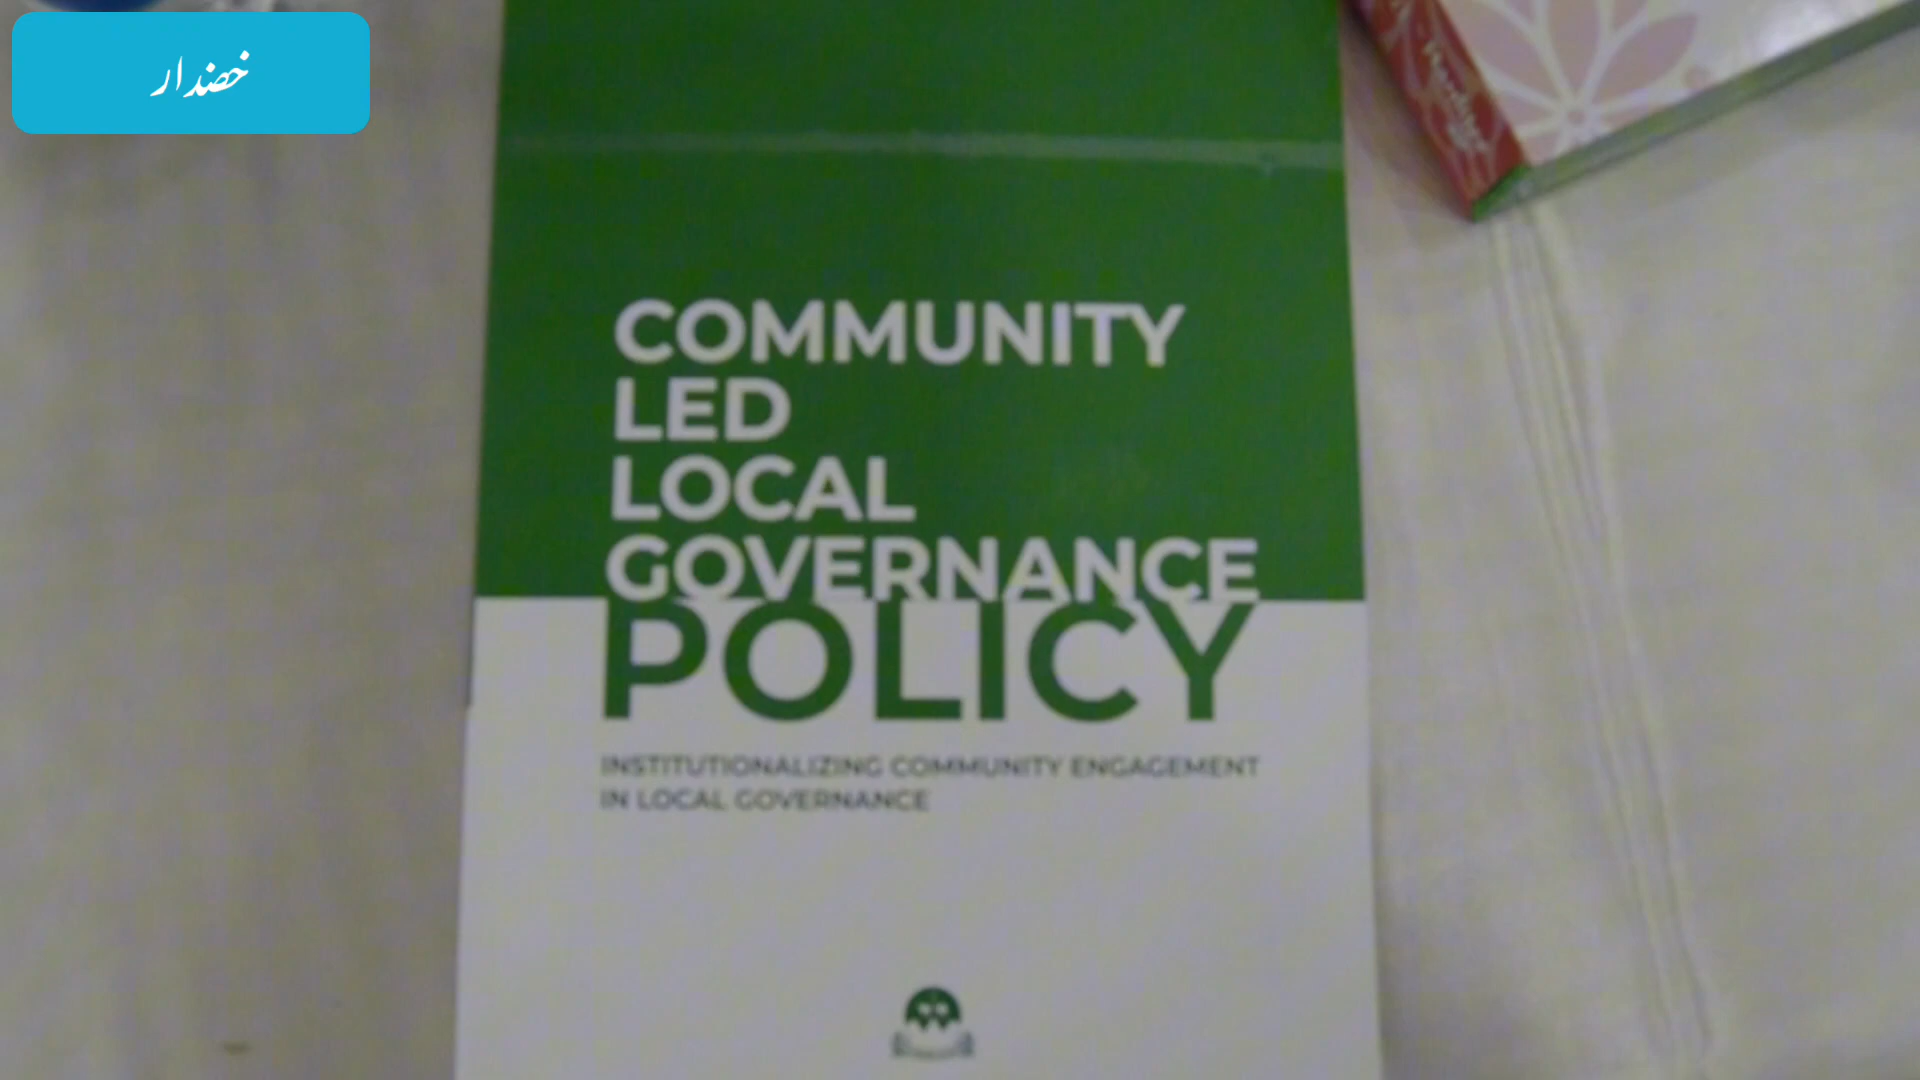 خضدار
COMMUNITY
LED
LOCAL
GOVERNANCE
POLICY
INSTITUTIONALIZING COMMUNITY ENGAGEMENT
IN LOCAL GOVERNANCE